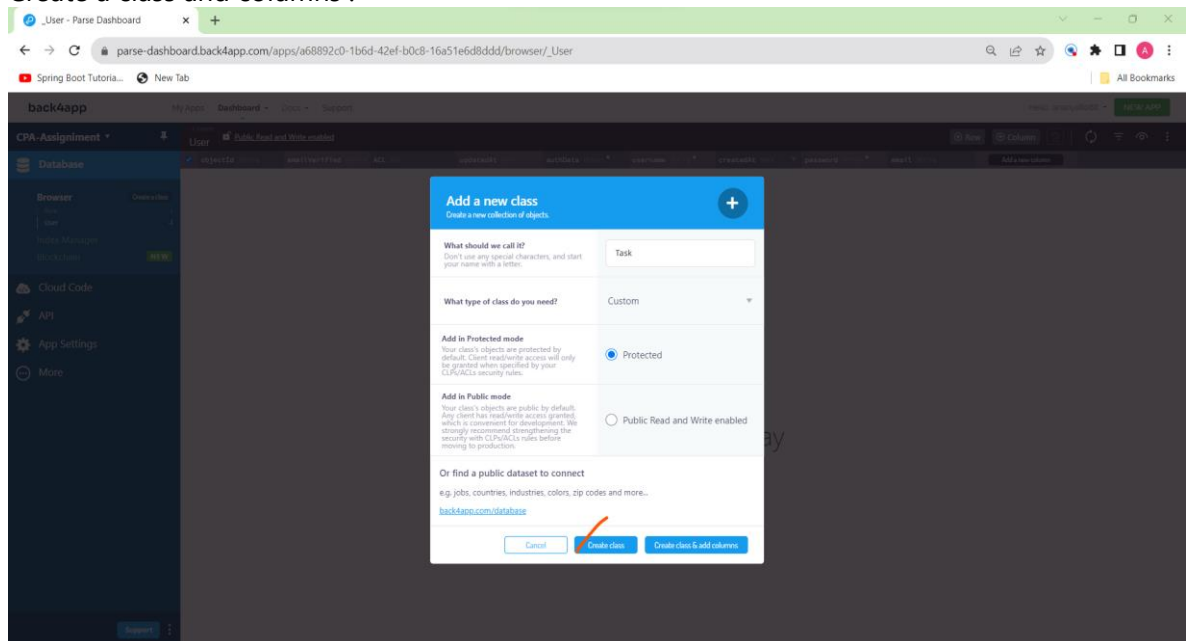 Create a class and columns .
_User - Parse Dashboard
parse-dashboard.back4app.com/apps/a68892c0-1b6d-42ef-b0c8-16a51e6d8ddd/browser/_User
A
Spring Boot Tutoria...
New Tab
All Bookmarks
back4app
My Apps
Dashboard
Docs
Support
NEW APP
CPA-Assigniment
User
Public Read and Write enabled
Row
Column
Database
objectId
emailVerified
ACL
authData
username
createdAt
password
email
Add a new column
Browser
Create a class
User
Index Manager
Blockchain
Cloud Code
API
App Settings
More
Support
Add a new class
Create a new collection of objects.
What should we call it?
Don't use any special characters, and start
your name with a letter.
Task
What type of class do you need?
Custom
Add in Protected mode
Your class's objects are protected by
default. Client read/write access will only
be granted when specified by your
CLPs/ACLs security rules.
Protected
Add in Public mode
Your class's objects are public by default.
Any client has read/write access granted,
which is convenient for development. We
strongly recommend strengthening the
security with CLPs/ACLs rules before
moving to production.
Public Read and Write enabled
ay
Or find a public dataset to connect
e.g. jobs, countries, industries, colors, zip codes and more...
back4app.com/database
Cancel
Create class
Create class & add columns